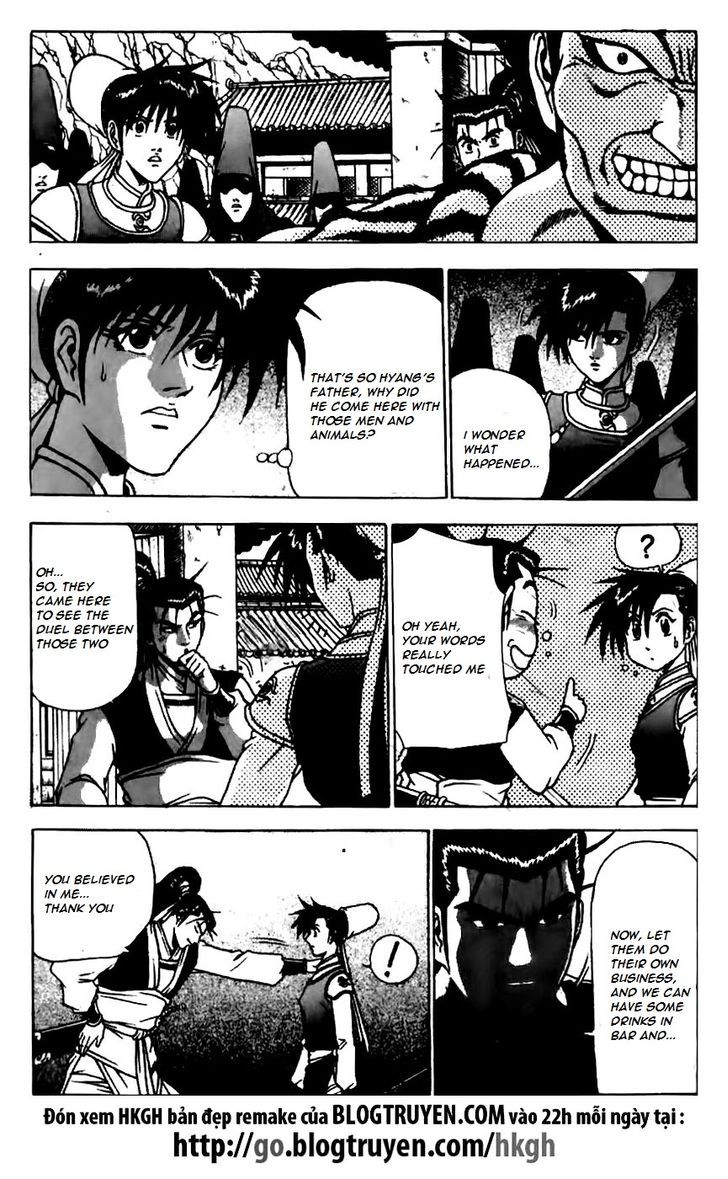 THAT'S SO HYANG'S
FATHER, WHY DID
HE COME HERE WITH
THOSE MEN AND
ANIMALS?
I WONDER
WHAT
HAPPENED...
OH...
SO, THEY
CAME HERE
TO SEE THE
DUEL BETWEEN
THOSE TWO
OH YEAH,
YOUR WORDS
REALLY
TOUCHED ME
?
YOU BELIEVED
IN ME...
THANK YOU
!
NOW, LET
THEM DO
THEIR OWN
BUSINESS,
AND WE CAN
HAVE SOME
DRINKS IN
BAR AND...
Đón xem HKGH bản đẹp remake của BLOGTRUYEN.COM vào 22h mỗi ngày tại :
http://go.blogtruyen.com/hkgh